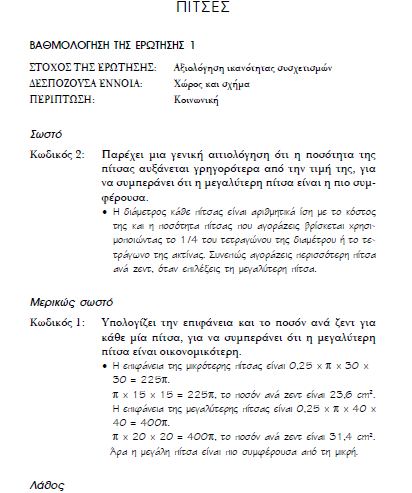 ΠΙΤΣΕΣ
ΒΑΘΜΟΛΟΓΗΣΗ ΤΗΣ ΕΡΩΤΗΣΗΣ 1
ΣΤΟΧΟΣ ΤΗΣ ΕΡΩΤΗΣΗΣ: Αξιολόγηση ικανότητας συσχετισμών
ΔΕΣΠΟΖΟΥΣΑ ΕΝΝΟΙΑ: Χώρος και σχήμα
ΠΕΡΙΠΤΩΣΗ: Κοινωνική
Σωστό
Κωδικός 2: Παρέχει μια γενική αιτιολόγηση ότι η ποσότητα της
πίτσας αυξάνεται γρηγορότερα από την τιμή της, για
να συμπεράνει ότι η μεγαλύτερη πίτσα είναι η πιο συμ-
φέρουσα.
• Η διάμετρος κάθε πίτσας είναι αριθμητικά ίση με το κόστος
της και η ποσότητα πίτσας που αγοράζεις βρίσκεται χρησι-
μοποιώντας το 1/4 του τετραγώνου της διαμέτρου ή το τε-
τράγωνο της ακτίνας. Συνεπώς αγοράζεις περισσότερη πίτσα
ανά ζεντ, όταν επιλέξεις τη μεγαλύτερη πίτσα.
Μερικώς σωστό
Κωδικός 1: Υπολογίζει την επιφάνεια και το ποσόν ανά ζεντ για
κάθε μία πίτσα, για να συμπεράνει ότι η μεγαλύτερη
πίτσα είναι οικονομικότερη.
• Η επιφάνεια της μικρότερης πίτσας είναι 0,25 x π x 30 x
30 = 225π.
π x 15 x 15 = 225π, το ποσόν ανά ζεντ είναι 23,6 cm².
Η επιφάνεια της μεγαλύτερης πίτσας είναι 0,25 x π x 40 x
40 = 400π.
π x 20 x 20 = 400π, το ποσόν ανά ζεντ είναι 31,4 cm².
Άρα η μεγάλη πίτσα είναι πιο συμφέρουσα από τη μικρή.
Λάθος